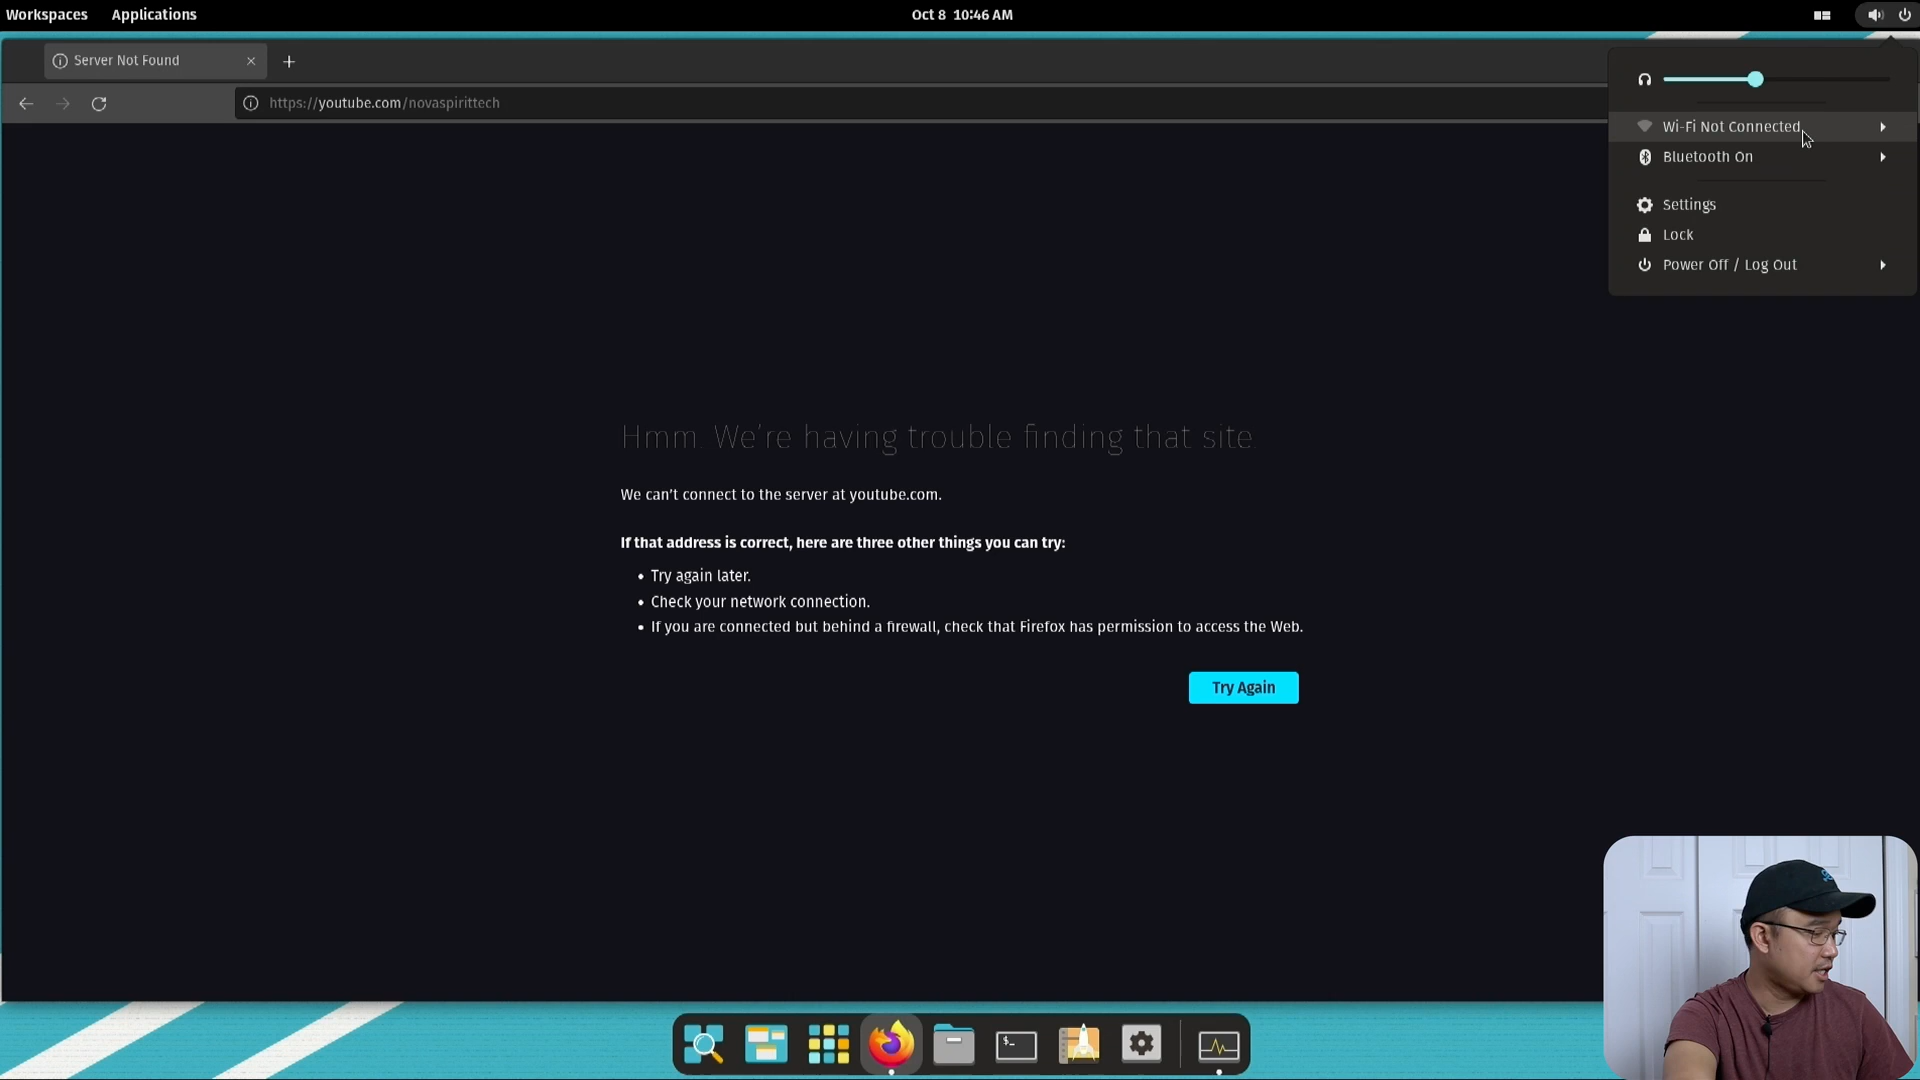 Workspaces Applications Oct 8 10:46 AM
Server Not Found
https://youtube.com/novaspirittech
Wi-Fi Not Connected
Bluetooth On
Settings
Lock
Power Off / Log Out
Hmm. We're having trouble finding that site.
We can't connect to the server at youtube.com.
If that address is correct, here are three other things you can try:
• Try again later.
• Check your network connection.
• If you are connected but behind a firewall, check that Firefox has permission to access the Web.
Try Again
$-